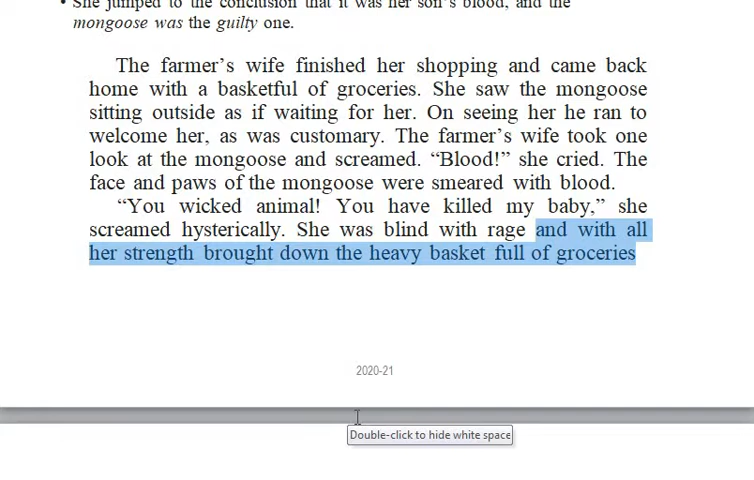 • She jumped to the conclusion that it was her son's blood, and the
mongoose was the guilty one.
The farmer's wife finished her shopping and came back
home with a basketful of groceries. She saw the mongoose
sitting outside as if waiting for her. On seeing her he ran to
welcome her, as was customary. The farmer's wife took one
look at the mongoose and screamed. “Blood!” she cried. The
face and paws of the mongoose were smeared with blood.
“You wicked animal! You have killed my baby,” she
screamed hysterically. She was blind with rage and with all
her strength brought down the heavy basket full of groceries
2020-21
Double-click to hide white space